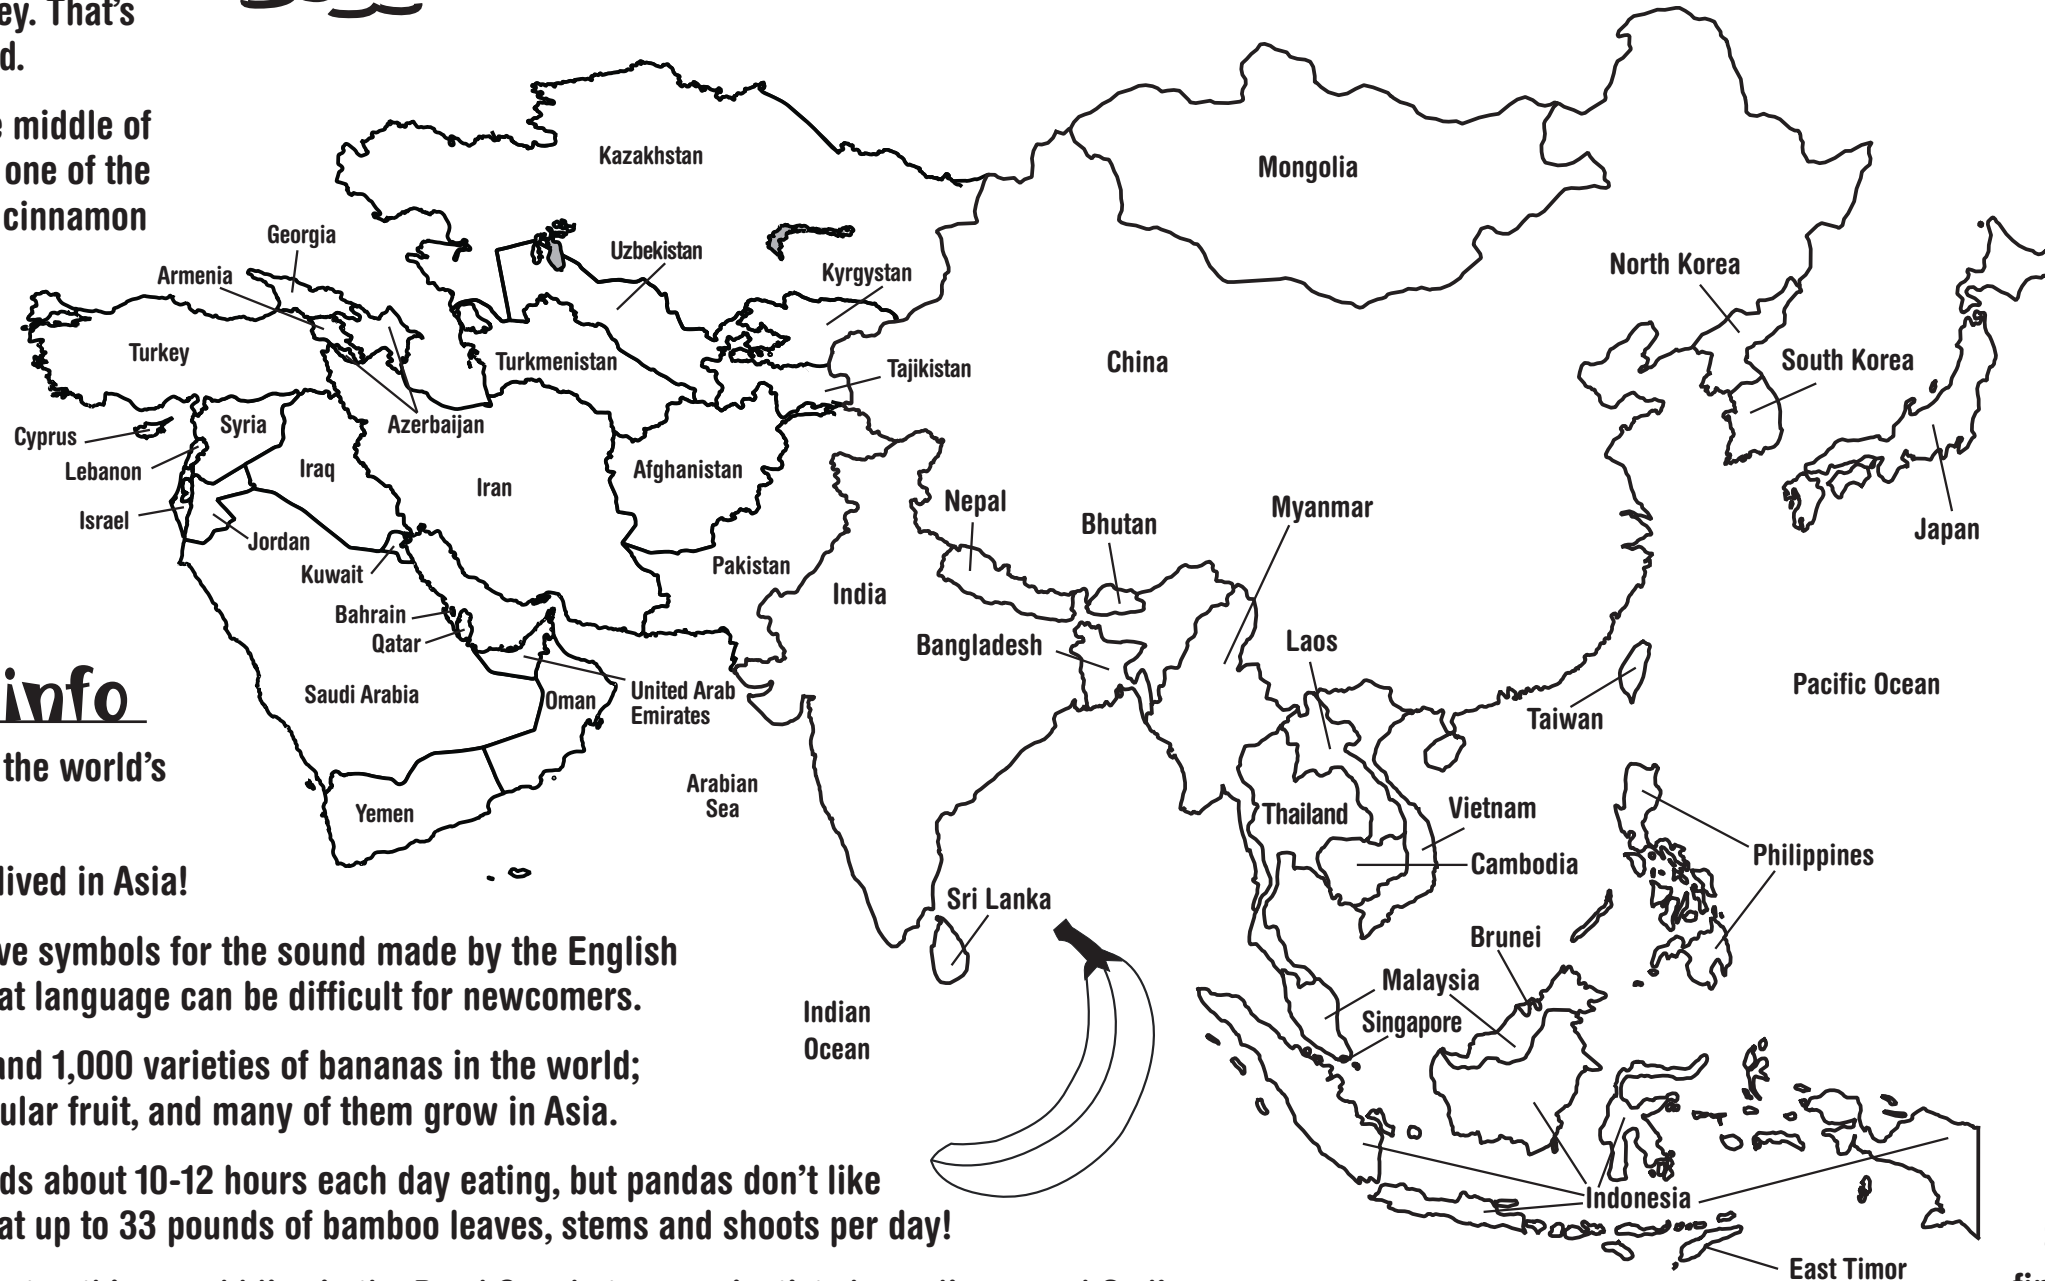 ey. That's
d.
e middle of
one of the
cinnamon
Kazakhstan
Mongolia
Georgia
Uzbekistan
Armenia
Kyrgystan
North Korea
Turkey
Turkmenistan
Tajikistan
China
South Korea
Cyprus
Syria
Azerbaijan
Lebanon
Iraq
Iran
Afghanistan
Israel
Jordan
Kuwait
Pakistan
Nepal
Bhutan
Myanmar
Japan
Bahrain
Qatar
India
Bangladesh
Laos
Saudi Arabia
Oman
United Arab
Emirates
Taiwan
Pacific Ocean
info
the world's
Arabian
Sea
Yemen
Thailand
Vietnam
Cambodia
Philippines
lived in Asia!
Sri Lanka
Brunei
ve symbols for the sound made by the English
at language can be difficult for newcomers.
Malaysia
Singapore
Indian
Ocean
and 1,000 varieties of bananas in the world;
ular fruit, and many of them grow in Asia.
ds about 10-12 hours each day eating, but pandas don't like
at up to 33 pounds of bamboo leaves, stems and shoots per day!
Indonesia
East Timor